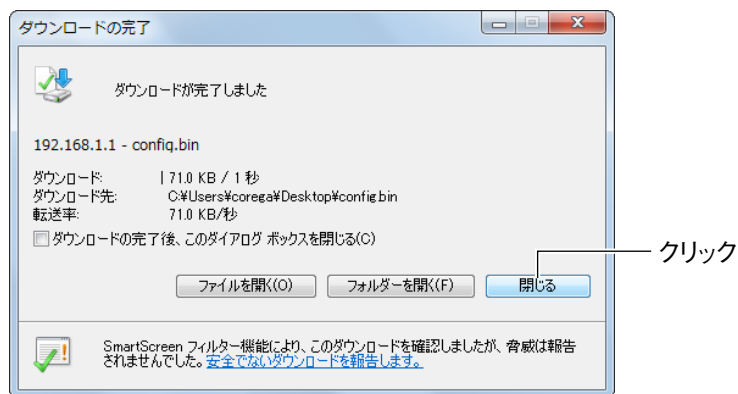 ダウンロードの完了
ダウンロードが完了しました
192.168.1.1 - config.bin
ダウンロード: 71.0 KB / 1 秒
ダウンロード先: C:¥Users¥corega¥Desktop¥config.bin
転送率: 71.0 KB/秒
ダウンロードの完了後、このダイアログ ボックスを閉じる(C)
ファイルを開く(O) フォルダーを開く(F) 閉じる
クリック
SmartScreen フィルター機能により、このダウンロードを確認しましたが、脅威は報告
されませんでした。安全でないダウンロードを報告します。